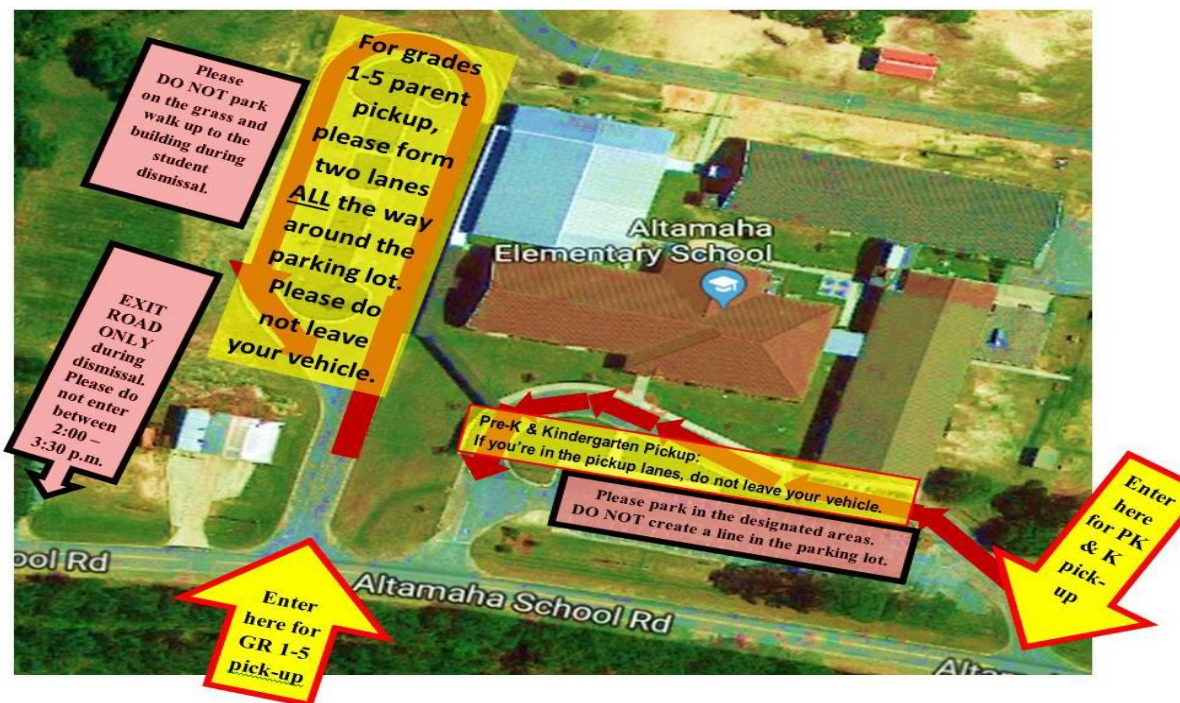 Please
DO NOT park
on the grass and
walk up to the
building during
student
dismissal.
For grades
1-5 parent
pickup,
please form
two lanes
ALL the way
around the
parking lot.
Please do
not leave
your vehicle.
Altamaha
Elementary School
EXIT
ROAD
ONLY
during
dismissal.
Please do
not enter
between
2:00 –
3:30 p.m.
Pre-K & Kindergarten Pickup:
If you're in the pickup lanes, do not leave your vehicle.
Please park in the designated areas.
DO NOT create a line in the parking lot.
Enter
here
for PK
& K
pick-
up
ool Rd
Altamaha School Rd
Enter
here for
GR 1-5
pick-up